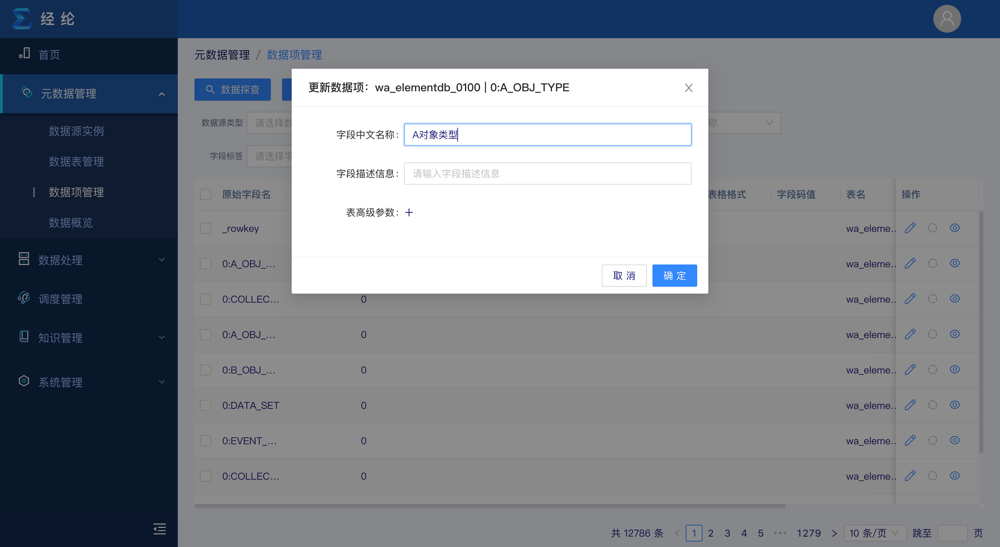 经 纶
首页
元数据管理
数据源实例
数据表管理
数据项管理
数据概览
数据处理
调度管理
知识管理
系统管理
元数据管理 / 数据项管理
数据探查
数据源类型 请选择数
称
字段标签 请选择字
更新数据项：wa_elementdb_0100 | 0:A_OBJ_TYPE
字段中文名称： A对象类型
字段描述信息： 请输入字段描述信息
表高级参数： +
取 消 确 定
原始字段名 表格格式 字段码值 表名 操作
_rowkey wa_eleme...
0:A_OBJ_... wa_eleme...
0:COLLEC... 0 wa_eleme...
0:A_OBJ_... 0 wa_eleme...
0:B_OBJ_... 0 wa_eleme...
0:DATA_SET 0 wa_eleme...
0:EVENT_... 0 wa_eleme...
0:COLLEC... 0 wa_eleme...
共 12786 条 < 1 2 3 4 5 ••• 1279 > 10 条/页 跳至 页